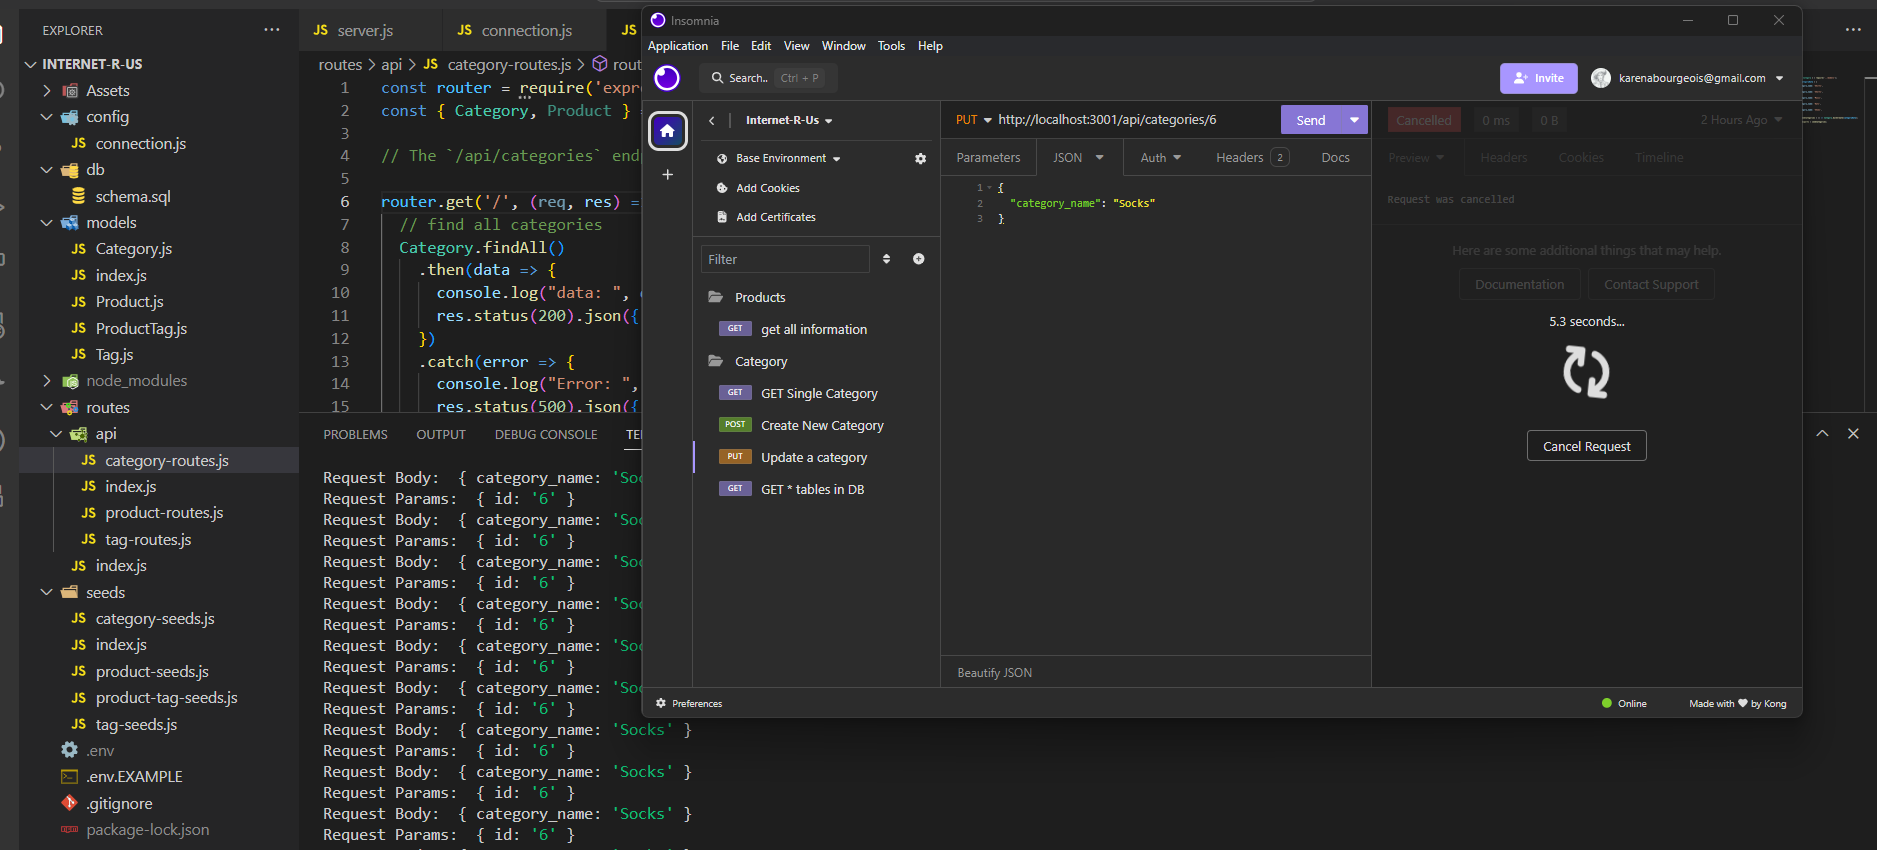 EXPLORER
INTERNET-R-US
Assets
config
JS connection.js
db
schema.sql
models
JS Category.js
JS index.js
JS Product.js
JS ProductTag.js
JS Tag.js
node_modules
routes
api
JS category-routes.js
JS index.js
JS product-routes.js
JS tag-routes.js
JS index.js
seeds
JS category-seeds.js
JS index.js
JS product-seeds.js
JS product-tag-seeds.js
JS tag-seeds.js
.env
.env.EXAMPLE
.gitignore
package-lock.json
JS server.js
JS connection.js
JS
routes > api > JS category-routes.js > rout
1 const router = require('expr
2 const { Category, Product } =
3
4 // The `/api/categories` end
5
6 router.get('/', (req, res) =
7 // find all categories
8 Category.findAll()
9 .then(data => {
10 console.log("data: ",
11 res.status(200).json({
12 })
13 .catch(error => {
14 console.log("Error: ",
15 res.status(500).json({
PROBLEMS OUTPUT DEBUG CONSOLE TE
Request Body: { category_name: 'Soc
Request Params: { id: '6' }
Request Body: { category_name: 'Soc
Request Params: { id: '6' }
Request Body: { category_name: 'Soc
Request Params: { id: '6' }
Request Body: { category_name: 'Soc
Request Params: { id: '6' }
Request Body: { category_name: 'Soc
Request Params: { id: '6' }
Request Body: { category_name: 'Soc
Request Params: { id: '6' }
Request Body: { category_name: 'Socks' }
Request Params: { id: '6' }
Request Body: { category_name: 'Socks' }
Request Params: { id: '6' }
Request Body: { category_name: 'Socks' }
Request Params: { id: '6' }
Insomnia
Application File Edit View Window Tools Help
Search.. Ctrl + P
Invite
karenabourgeois@gmail.com
Internet-R-Us
Base Environment
Add Cookies
Add Certificates
Filter
Products
GET get all information
Category
GET GET Single Category
POST Create New Category
PUT Update a category
GET GET * tables in DB
PUT http://localhost:3001/api/categories/6
Send
Parameters JSON Auth Headers 2 Docs
1 {
2 "category_name": "Socks"
3 }
Beautify JSON
Cancelled 0 ms 0 B 2 Hours Ago
Preview Headers Cookies Timeline
Request was cancelled
Here are some additional things that may help.
Documentation Contact Support
5.3 seconds...
Cancel Request
Preferences
Online
Made with ♥ by Kong